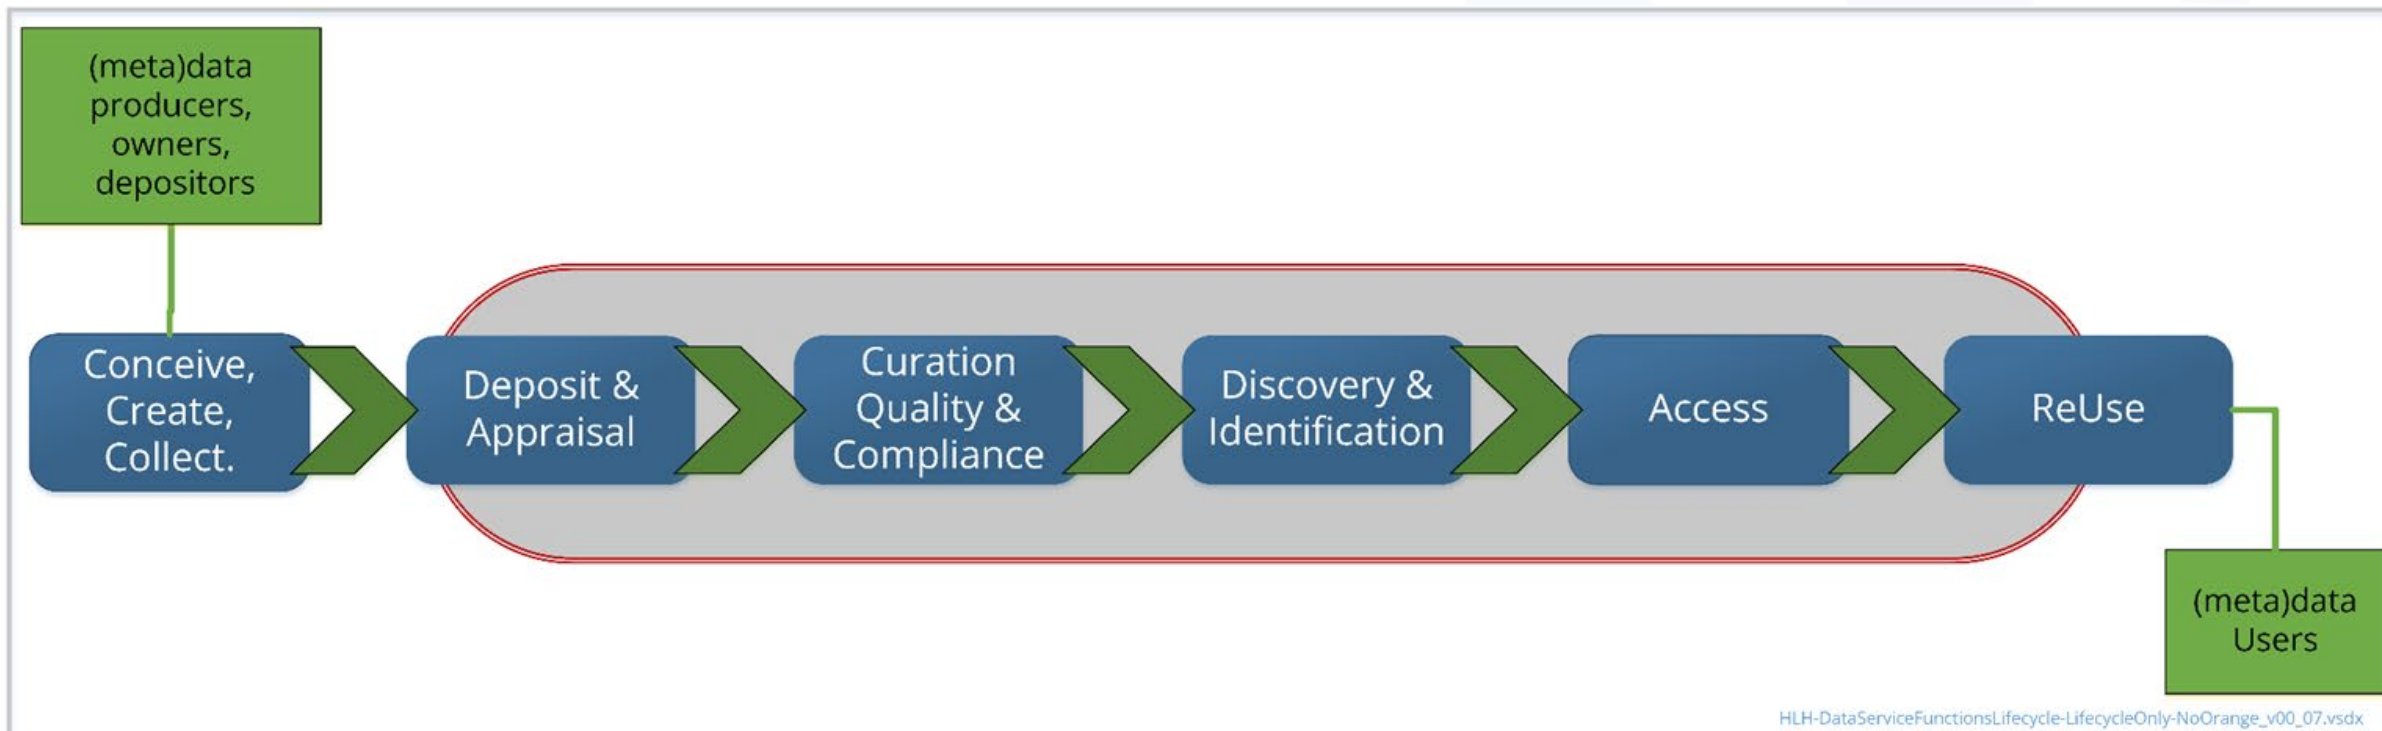 (meta)data
producers,
owners,
depositors
Conceive,
Create,
Collect.
Deposit &
Appraisal
Curation
Quality &
Compliance
Discovery &
Identification
Access
ReUse
(meta)data
Users
HLH-DataServiceFunctionsLifecycle-LifecycleOnly-NoOrange_v00_07.vsdx